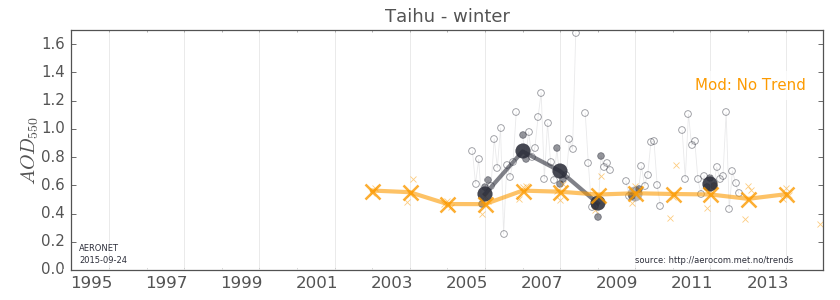 Taihu - winter
AOD550
1.6
1.4
1.2
1.0
0.8
0.6
0.4
0.2
0.0
Mod: No Trend
AERONET
2015-09-24
source: http://aerocom.met.no/trends
1995 1997 1999 2001 2003 2005 2007 2009 2011 2013